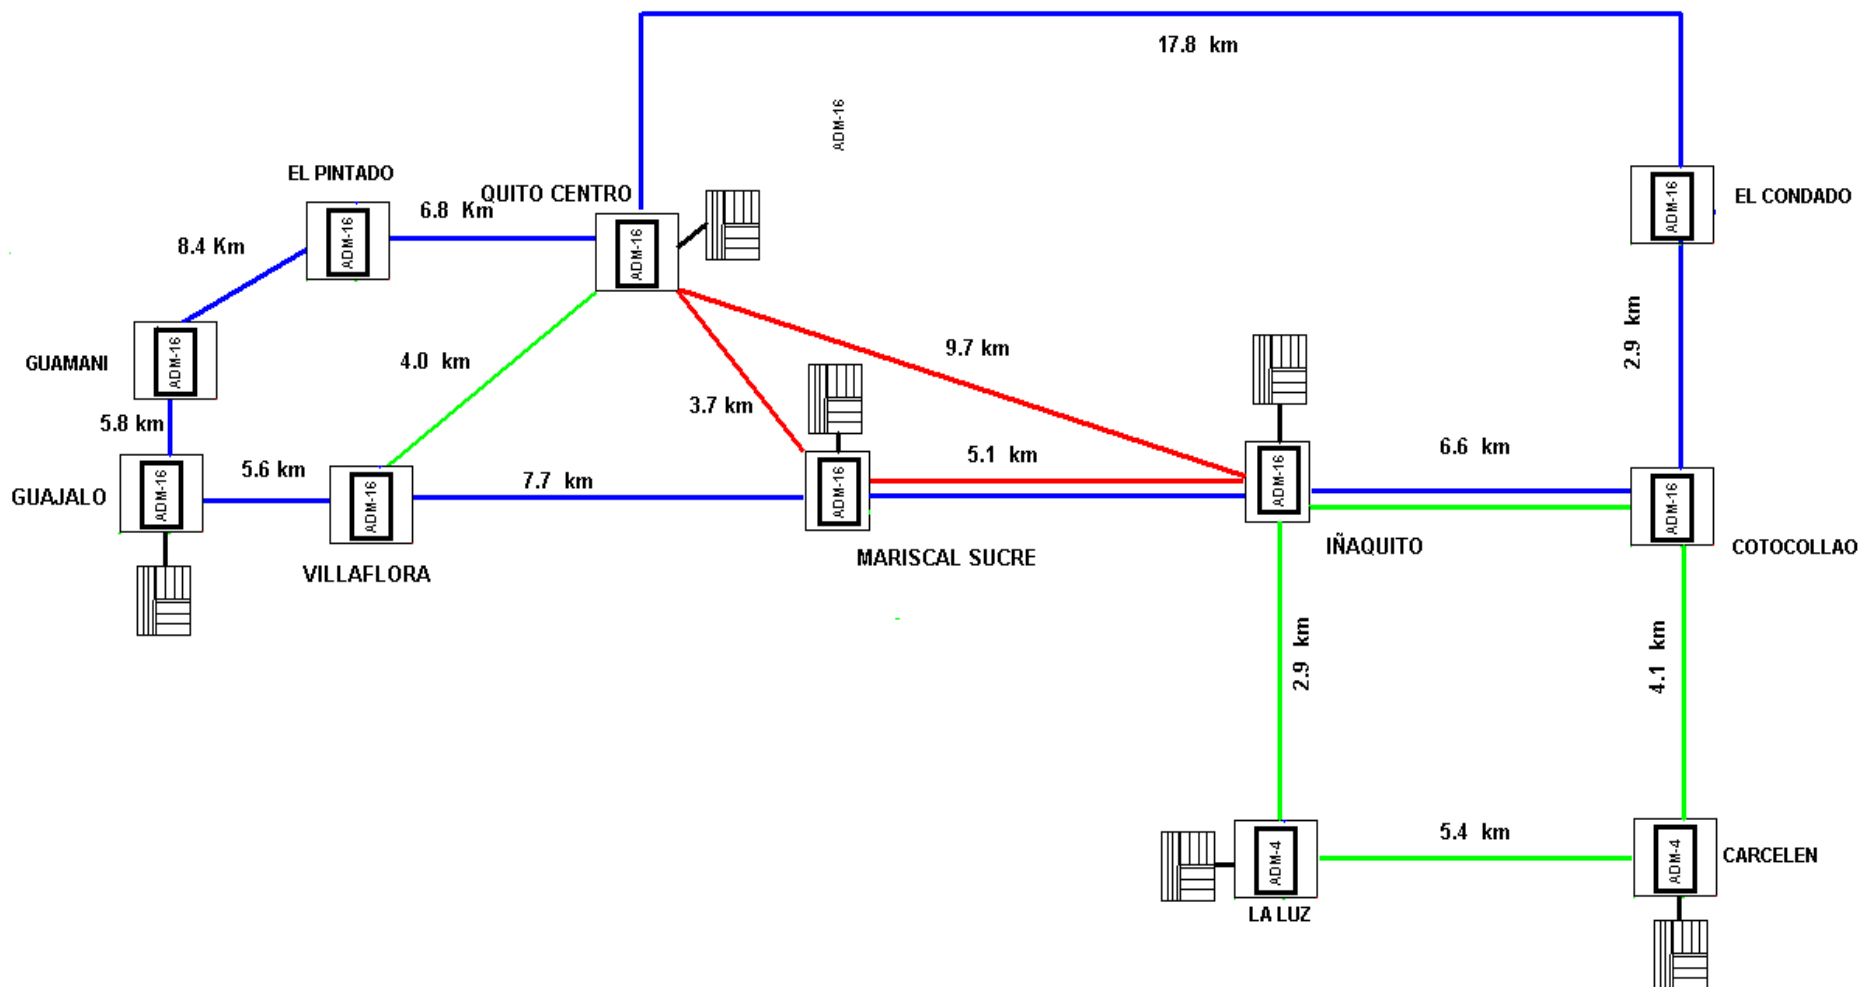 17.8 km
ADM-16
EL PINTADO
QUITO CENTRO
6.8 Km
ADM-16
ADM-16
ADM-16
EL CONDADO
8.4 Km
GUAMANI
ADM-16
4.0 km
9.7 km
2.9 km
3.7 km
5.8 km
5.6 km
7.7 km
5.1 km
6.6 km
GUAJALO
ADM-16
ADM-16
ADM-16
ADM-16
ADM-16
VILLAFLORA
MARISCAL SUCRE
IÑAQUITO
COTOCOLLAO
2.9 km
4.1 km
5.4 km
ADM-4
ADM-4
CARCELEN
LA LUZ